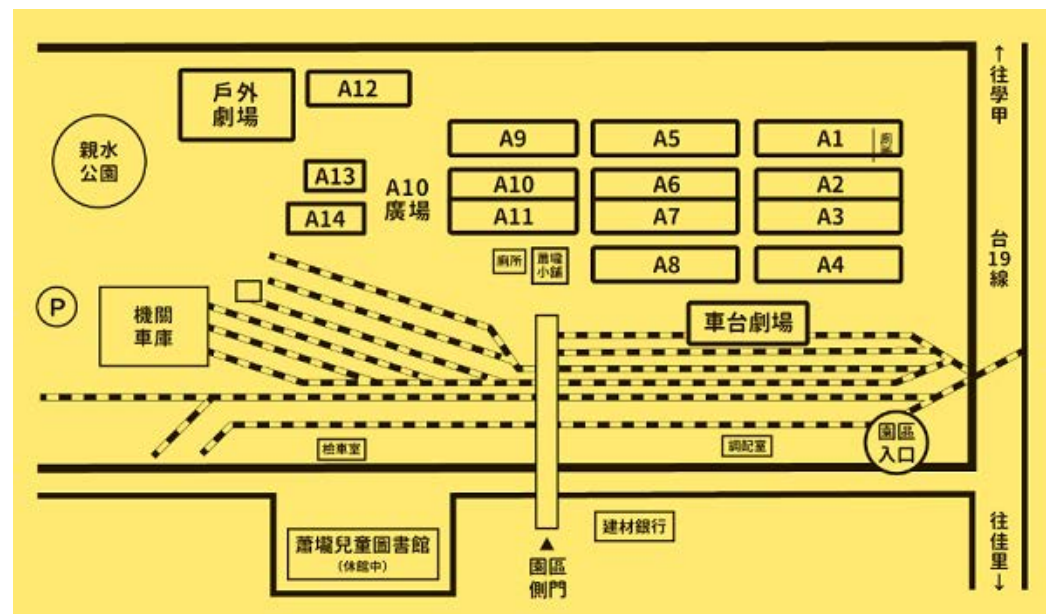 戶外
劇場
A12
親水
公園
A9
A5
A1
廁所
A13
A10
廣場
A10
A6
A2
A14
A11
A7
A3
廁所
蕭壠
小舖
A8
A4
P
機關
車庫
車台劇場
檢車室
調配室
園區
入口
蕭壠兒童圖書館
(休館中)
▲
園區
側門
建材銀行
↑往學甲
台19線
往佳里↓